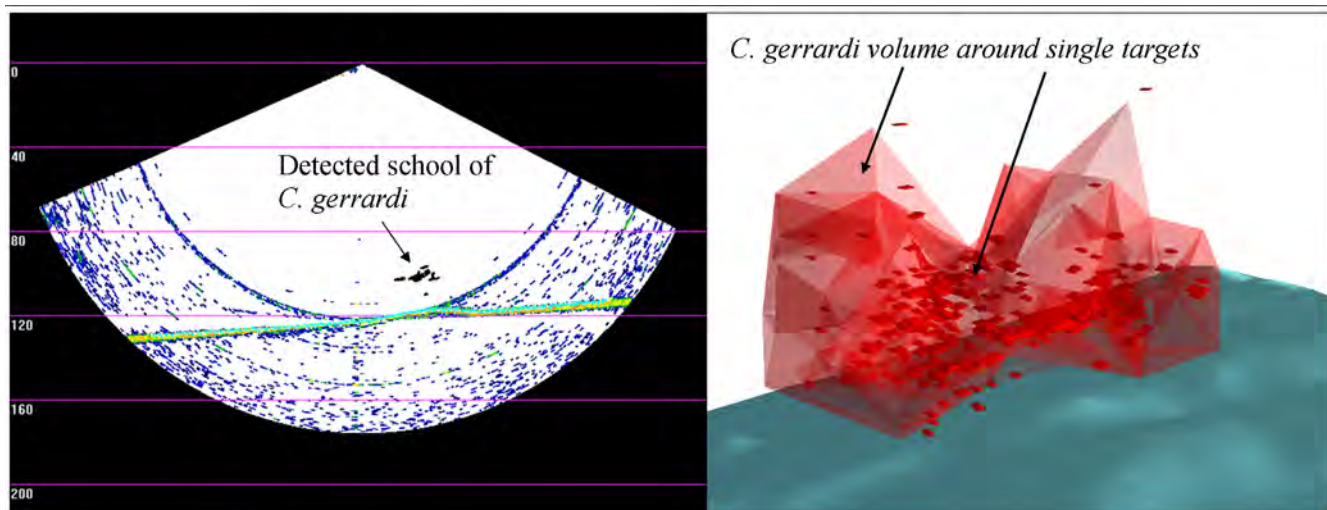 0
40
Detected school of
C. gerrardi
80
120
160
200
C. gerrardi volume around single targets